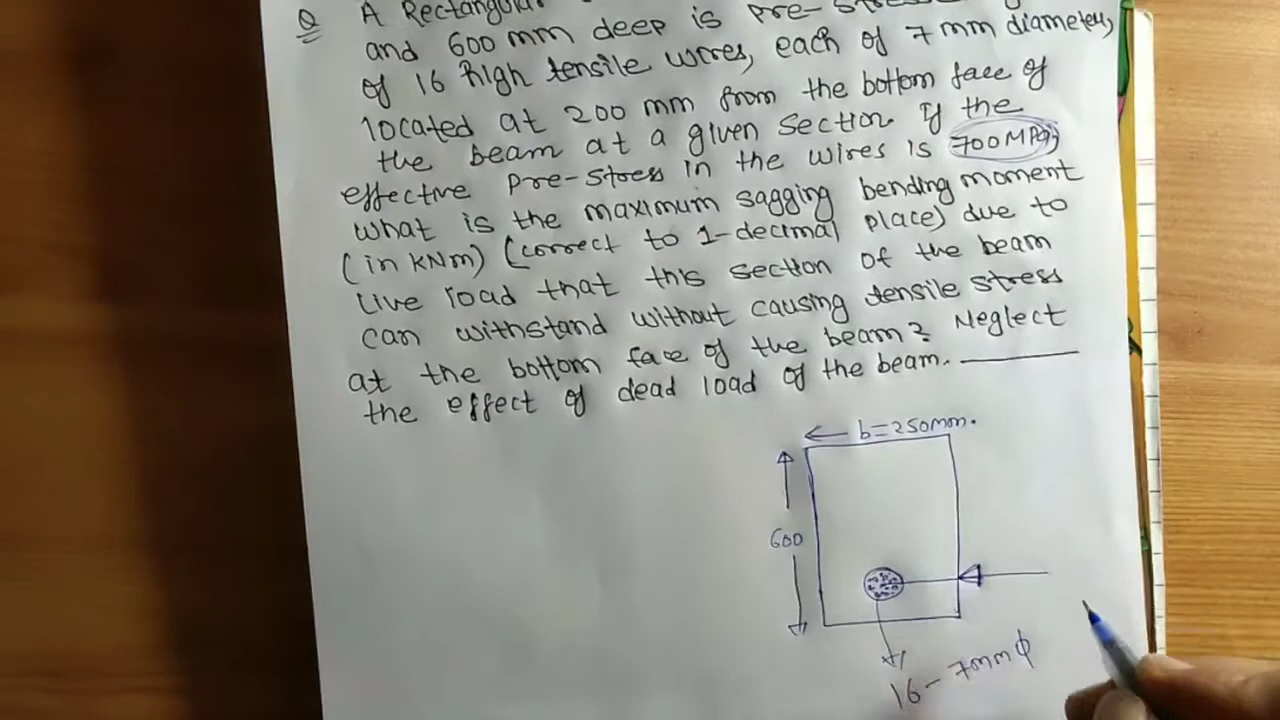 Q A Rectangular
and 600 mm deep is pre-
of 16 high tensile wires, each of 7 mm diameter,
located at 200 mm from the bottom face of
the beam at a given section. If the
effective pre-stress in the wires is 700MPa,
what is the maximum sagging bending moment
(in kNm) (correct to 1-decimal place) due to
live load that this section of the beam
can withstand without causing tensile stress
at the bottom face of the beam? Neglect
the effect of dead load of the beam.
b=250mm.
600
16- 7mm ϕ